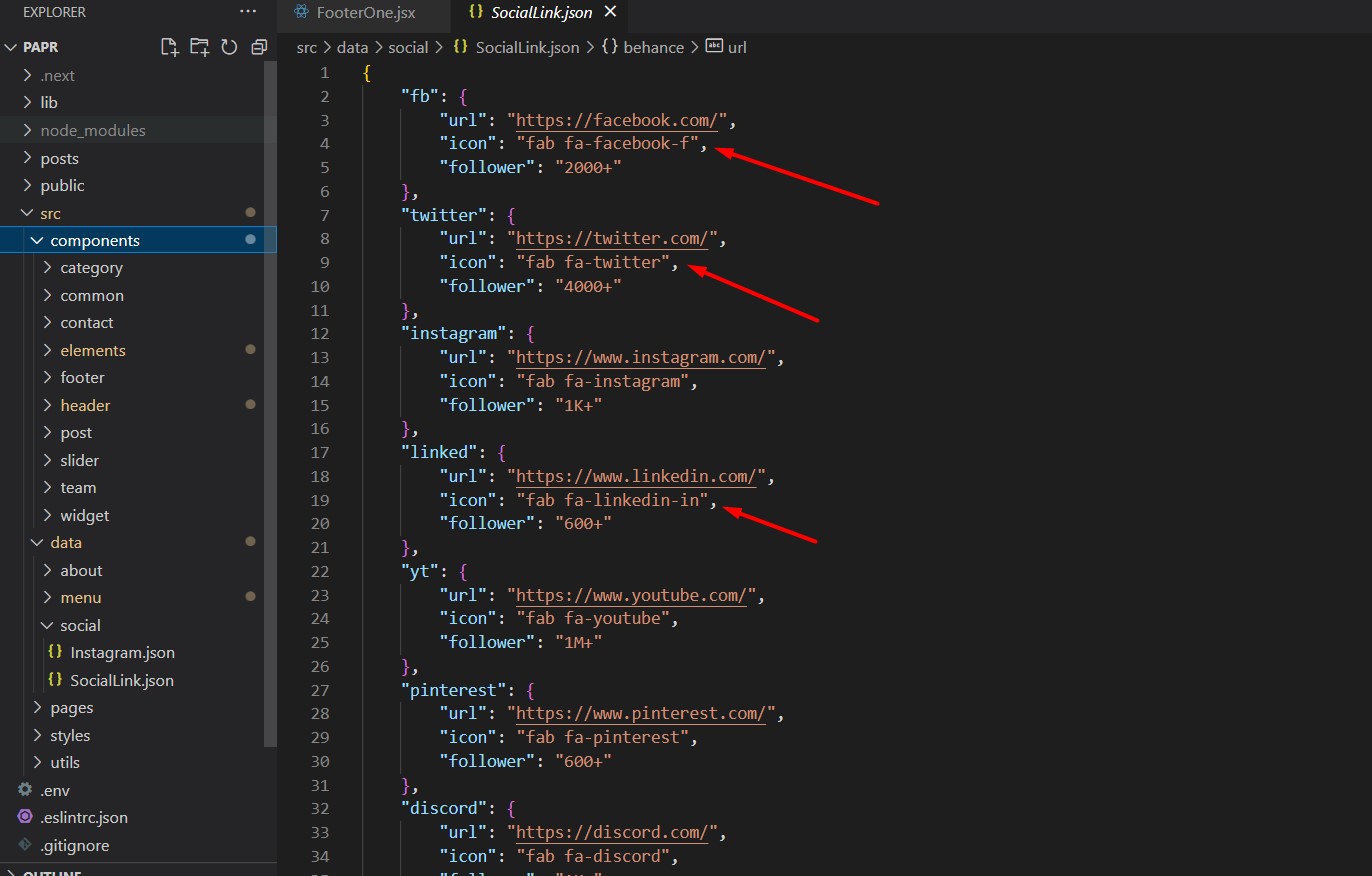 EXPLORER
FooterOne.jsx
SocialLink.json
PAPR
src > data > social > {} SocialLink.json > {} behance > abc url
.next
lib
node_modules
posts
public
src
components
category
common
contact
elements
footer
header
post
slider
team
widget
data
about
menu
social
{} Instagram.json
{} SocialLink.json
pages
styles
utils
.env
.eslintrc.json
.gitignore
OUTLINE
1 {
2 "fb": {
3 "url": "https://facebook.com/",
4 "icon": "fab fa-facebook-f",
5 "follower": "2000+"
6 },
7 "twitter": {
8 "url": "https://twitter.com/",
9 "icon": "fab fa-twitter",
10 "follower": "4000+"
11 },
12 "instagram": {
13 "url": "https://www.instagram.com/",
14 "icon": "fab fa-instagram",
15 "follower": "1K+"
16 },
17 "linked": {
18 "url": "https://www.linkedin.com/",
19 "icon": "fab fa-linkedin-in",
20 "follower": "600+"
21 },
22 "yt": {
23 "url": "https://www.youtube.com/",
24 "icon": "fab fa-youtube",
25 "follower": "1M+"
26 },
27 "pinterest": {
28 "url": "https://www.pinterest.com/",
29 "icon": "fab fa-pinterest",
30 "follower": "600+"
31 },
32 "discord": {
33 "url": "https://discord.com/",
34 "icon": "fab fa-discord",